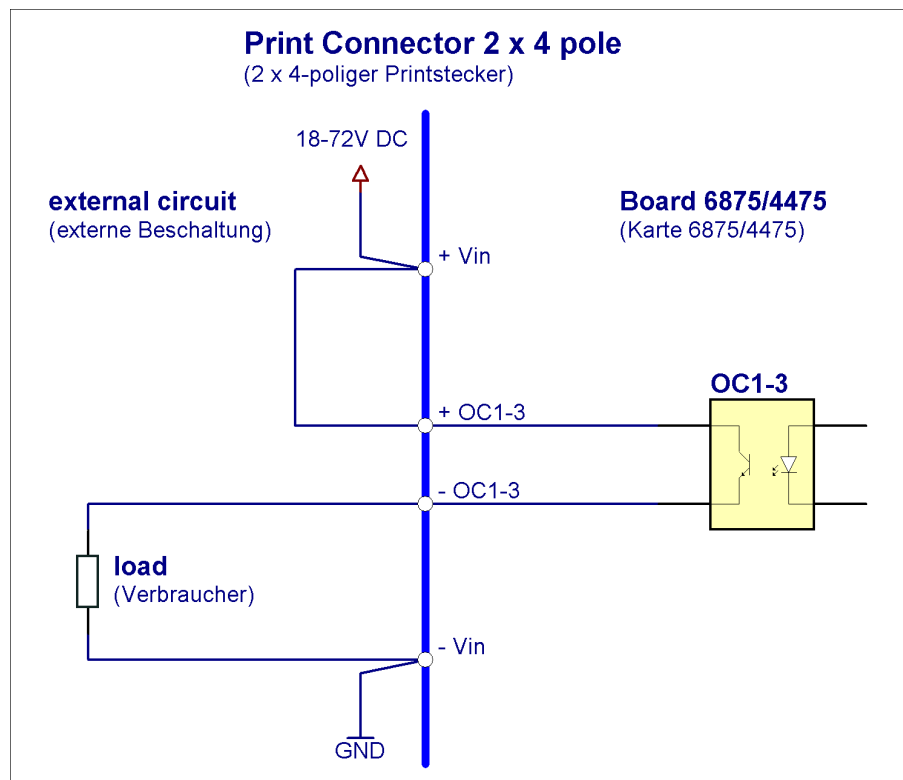 Print Connector 2 x 4 pole
(2 x 4-poliger Printstecker)
18-72V DC
external circuit
(externe Beschaltung)
Board 6875/4475
(Karte 6875/4475)
+ Vin
OC1-3
+ OC1-3
- OC1-3
load
(Verbraucher)
- Vin
GND